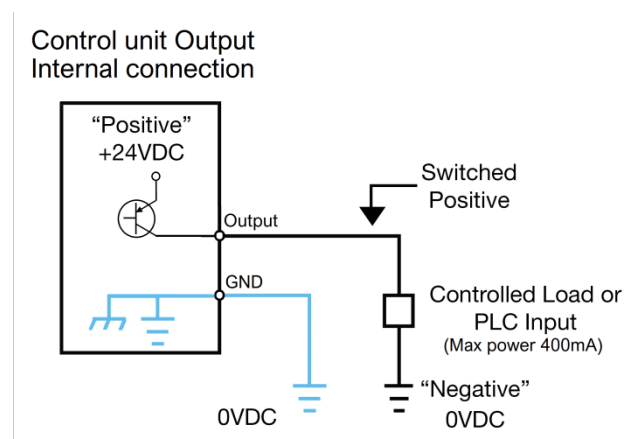 Control unit Output
Internal connection
“Positive”
+24VDC
Switched
Positive
Output
GND
Controlled Load or
PLC Input
(Max power 400mA)
“Negative”
0VDC
0VDC